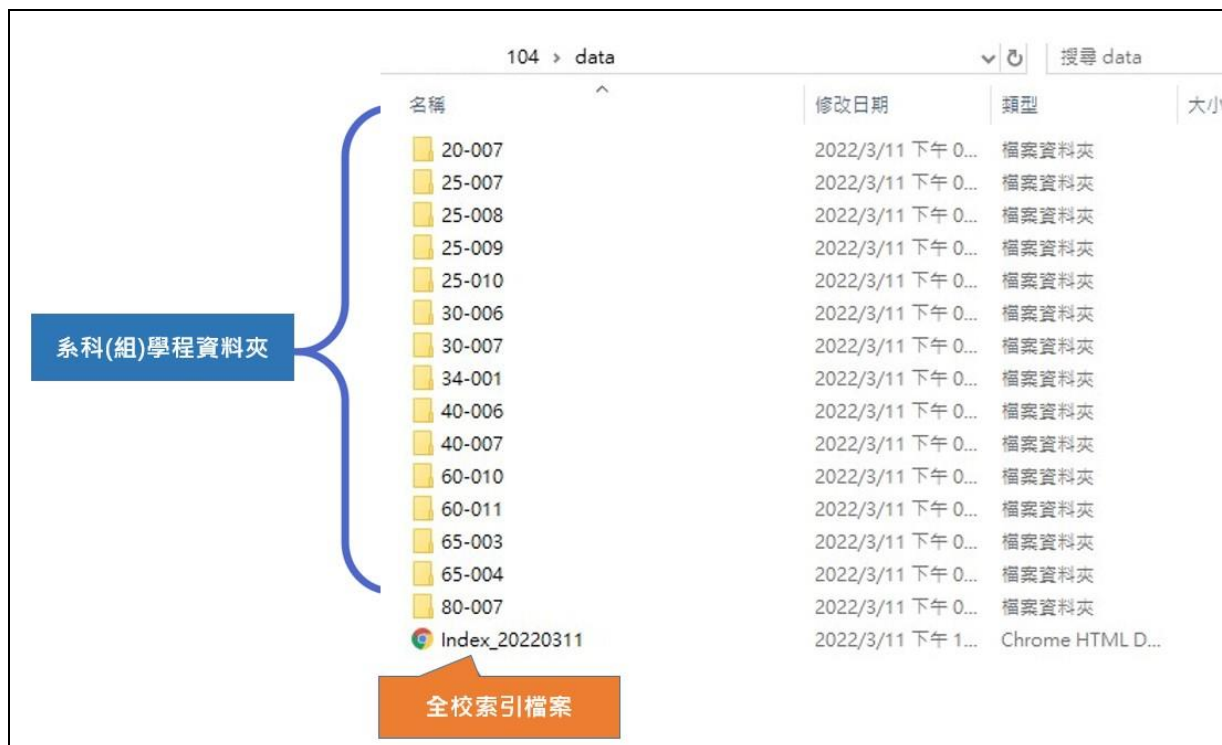 104 > data
搜尋 data
名稱 修改日期 類型 大小
20-007 2022/3/11 下午 0... 檔案資料夾
25-007 2022/3/11 下午 0... 檔案資料夾
25-008 2022/3/11 下午 0... 檔案資料夾
25-009 2022/3/11 下午 0... 檔案資料夾
25-010 2022/3/11 下午 0... 檔案資料夾
30-006 2022/3/11 下午 0... 檔案資料夾
系科(組)學程資料夾
30-007 2022/3/11 下午 0... 檔案資料夾
34-001 2022/3/11 下午 0... 檔案資料夾
40-006 2022/3/11 下午 0... 檔案資料夾
40-007 2022/3/11 下午 0... 檔案資料夾
60-010 2022/3/11 下午 0... 檔案資料夾
60-011 2022/3/11 下午 0... 檔案資料夾
65-003 2022/3/11 下午 0... 檔案資料夾
65-004 2022/3/11 下午 0... 檔案資料夾
80-007 2022/3/11 下午 0... 檔案資料夾
Index_20220311 2022/3/11 下午 1... Chrome HTML D...
全校索引檔案